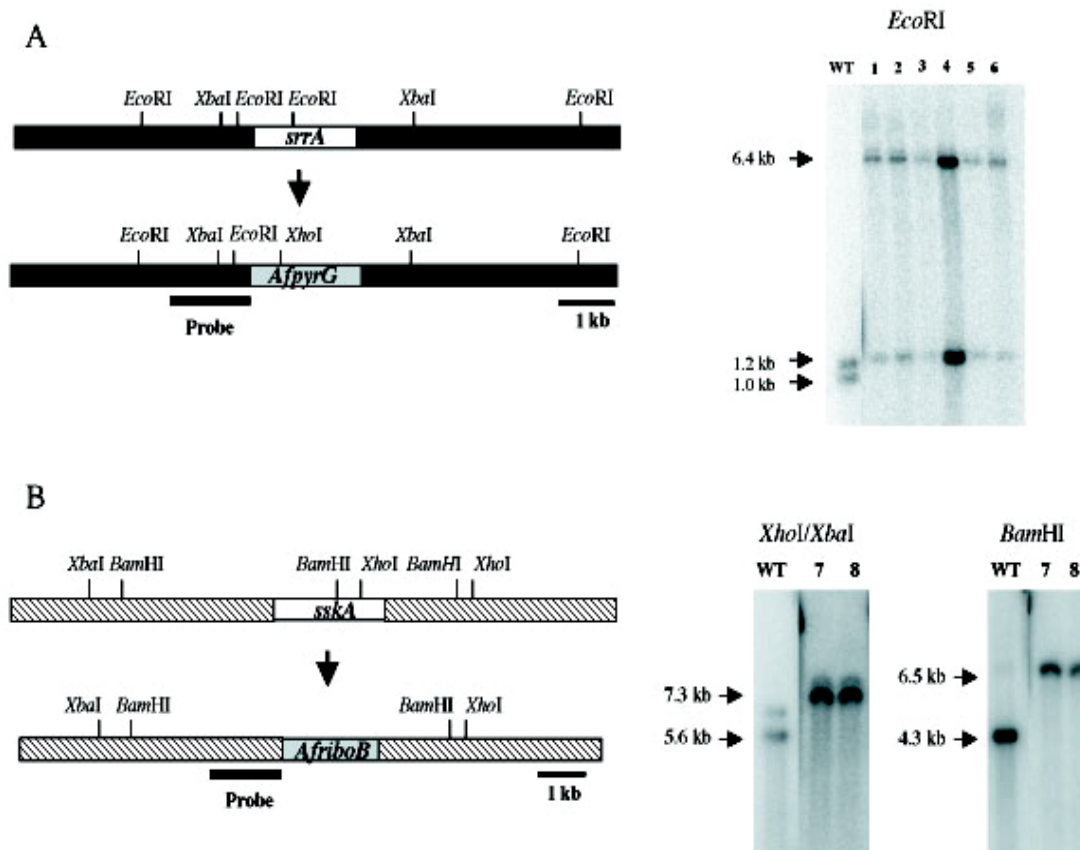 A
EcoRI XbaI EcoRI EcoRI XbaI EcoRI
srrA
EcoRI XbaI EcoRI XhoI XbaI EcoRI
AfpyrG
Probe 1 kb
EcoRI
WT 1 2 3 4 5 6
6.4 kb
1.2 kb
1.0 kb
B
XbaI BamHI BamHI XhoI BamHI XhoI
sskA
XbaI BamHI BamHI XhoI
AfriboB
Probe 1 kb
XhoI/XbaI
WT 7 8
7.3 kb
5.6 kb
BamHI
WT 7 8
6.5 kb
4.3 kb